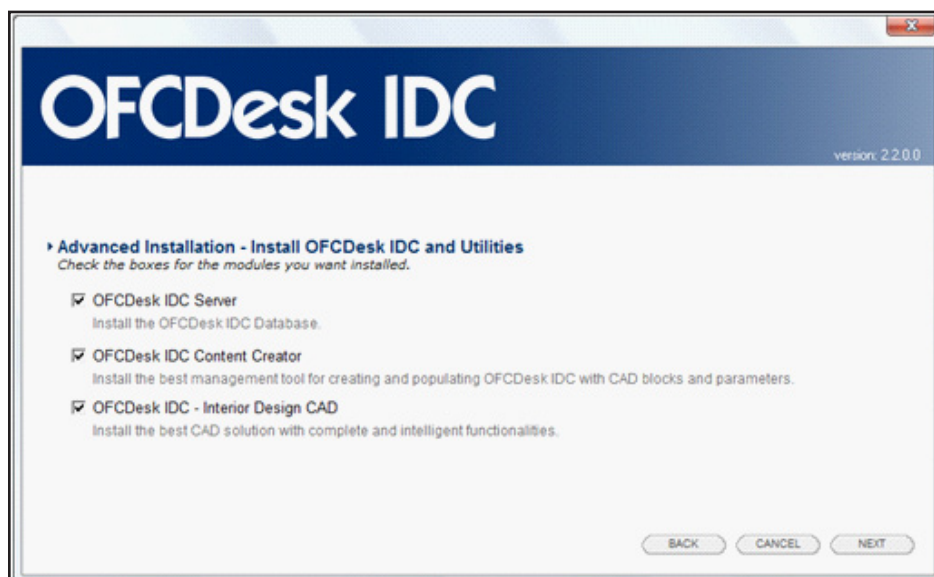 OFCDesk IDC
version: 2.2.0.0
Advanced Installation - Install OFCDesk IDC and Utilities
Check the boxes for the modules you want installed.
OFCDesk IDC Server
Install the OFCDesk IDC Database.
OFCDesk IDC Content Creator
Install the best management tool for creating and populating OFCDesk IDC with CAD blocks and parameters.
OFCDesk IDC - Interior Design CAD
Install the best CAD solution with complete and intelligent functionalities.
BACK CANCEL NEXT